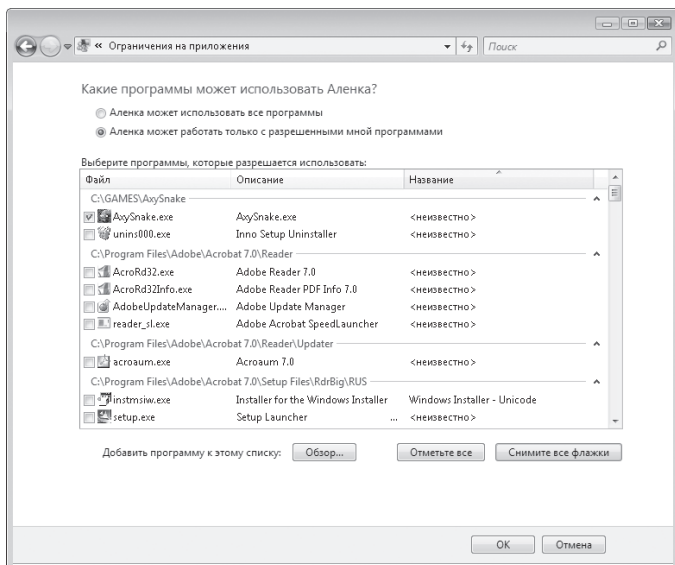 « Ограничения на приложения
Поиск
Какие программы может использовать Аленка?
Аленка может использовать все программы
Аленка может работать только с разрешенными мной программами
Выберите программы, которые разрешается использовать:
Файл Описание Название
C:\GAMES\AxySnake
AxySnake.exe AxySnake.exe <неизвестно>
unins000.exe Inno Setup Uninstaller <неизвестно>
C:\Program Files\Adobe\Acrobat 7.0\Reader
AcroRd32.exe Adobe Reader 7.0 <неизвестно>
AcroRd32Info.exe Adobe Reader PDF Info 7.0 <неизвестно>
AdobeUpdateManager.... Adobe Update Manager <неизвестно>
reader_sl.exe Adobe Acrobat SpeedLauncher <неизвестно>
C:\Program Files\Adobe\Acrobat 7.0\Reader\Updater
acroaum.exe Acroaum 7.0 <неизвестно>
C:\Program Files\Adobe\Acrobat 7.0\Setup Files\RdrBig\RUS
instmsiw.exe Installer for the Windows Installer Windows Installer - Unicode
setup.exe Setup Launcher ... <неизвестно>
Добавить программу к этому списку: Обзор... Отметьте все Снимите все флажки
OK Отмена